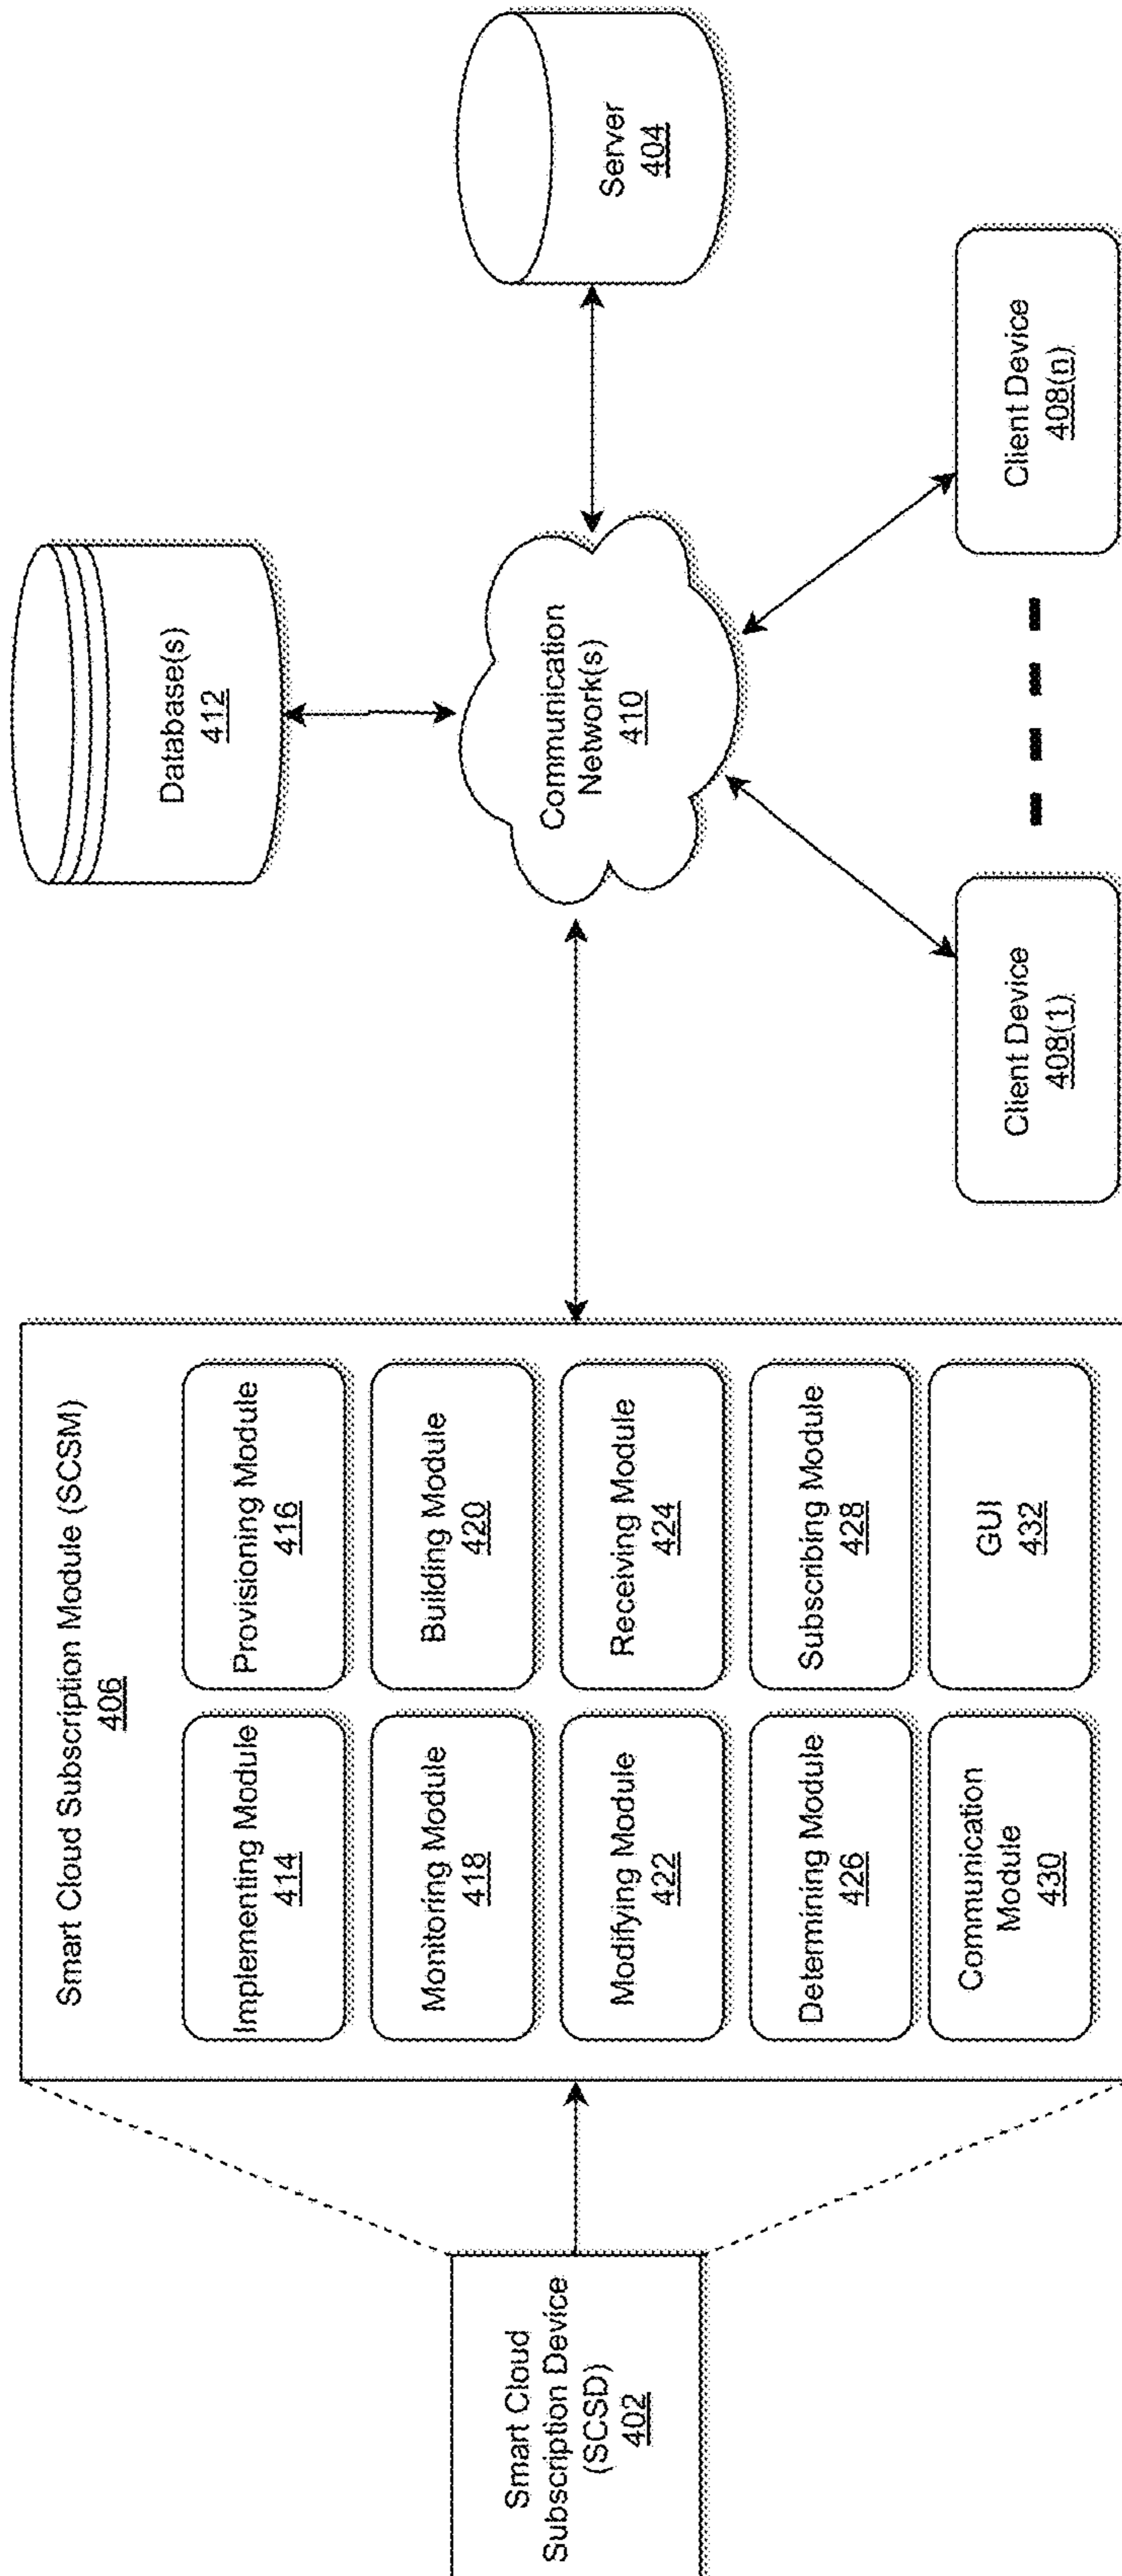 Smart Cloud
Subscription Device
(SCSD)
402
Smart Cloud Subscription Module (SCSM)
406
Implementing Module
414
Provisioning Module
416
Monitoring Module
418
Building Module
420
Modifying Module
422
Receiving Module
424
Determining Module
426
Subscribing Module
428
Communication
Module
430
GUI
432
Database(s)
412
Communication
Network(s)
410
Server
404
Client Device
408(1)
Client Device
408(n)